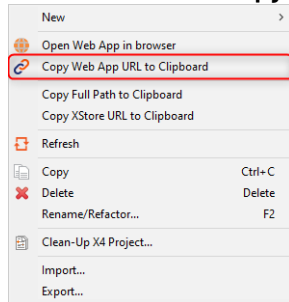 New
Open Web App in browser
Copy Web App URL to Clipboard
Copy Full Path to Clipboard
Copy XStore URL to Clipboard
Refresh
Copy Ctrl+C
Delete Delete
Rename/Refactor... F2
Clean-Up X4 Project...
Import...
Export...